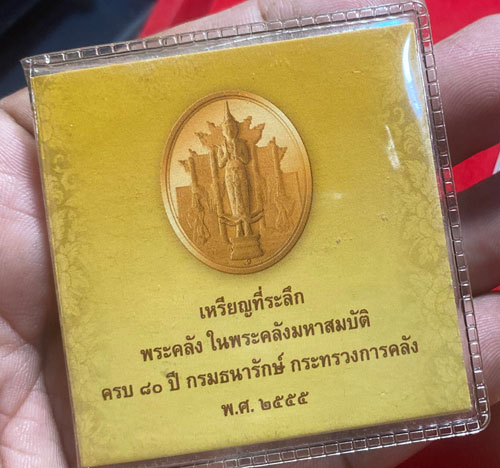 เหรียญที่ระลึก
พระคลัง ในพระคลังมหาสมบัติ
ครบ ๘๐ ปี กรมธนารักษ์ กระทรวงการคลัง
พ.ศ. ๒๕๕๕